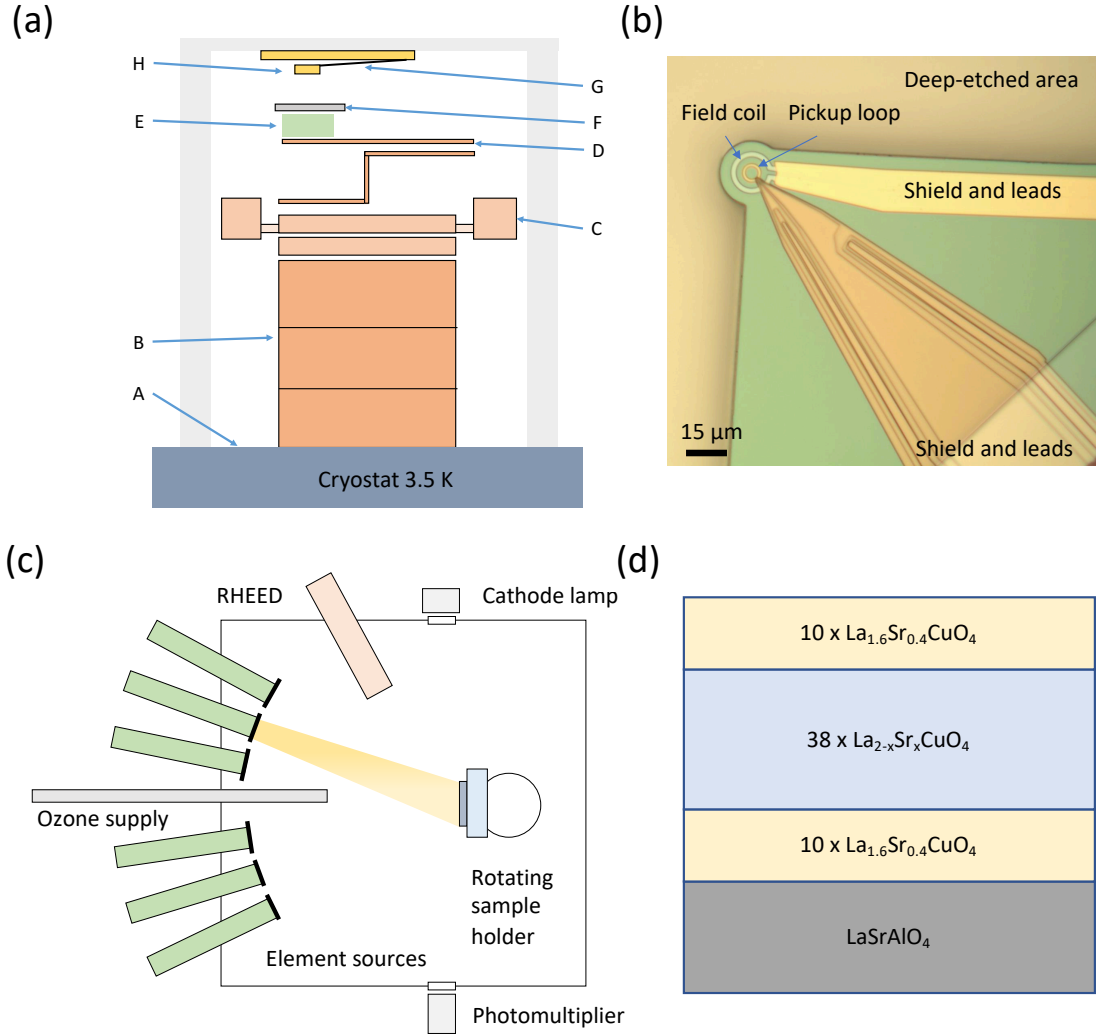 (a)
H
G
E
F
D
C
B
A
Cryostat 3.5 K
(b)
Deep-etched area
Field coil
Pickup loop
Shield and leads
15 µm
Shield and leads
(c)
RHEED
Cathode lamp
Ozone supply
Rotating
sample
holder
Element sources
Photomultiplier
(d)
10 x La₁.₆Sr₀.₄CuO₄
38 x La₂₋ₓSrₓCuO₄
10 x La₁.₆Sr₀.₄CuO₄
LaSrAlO₄